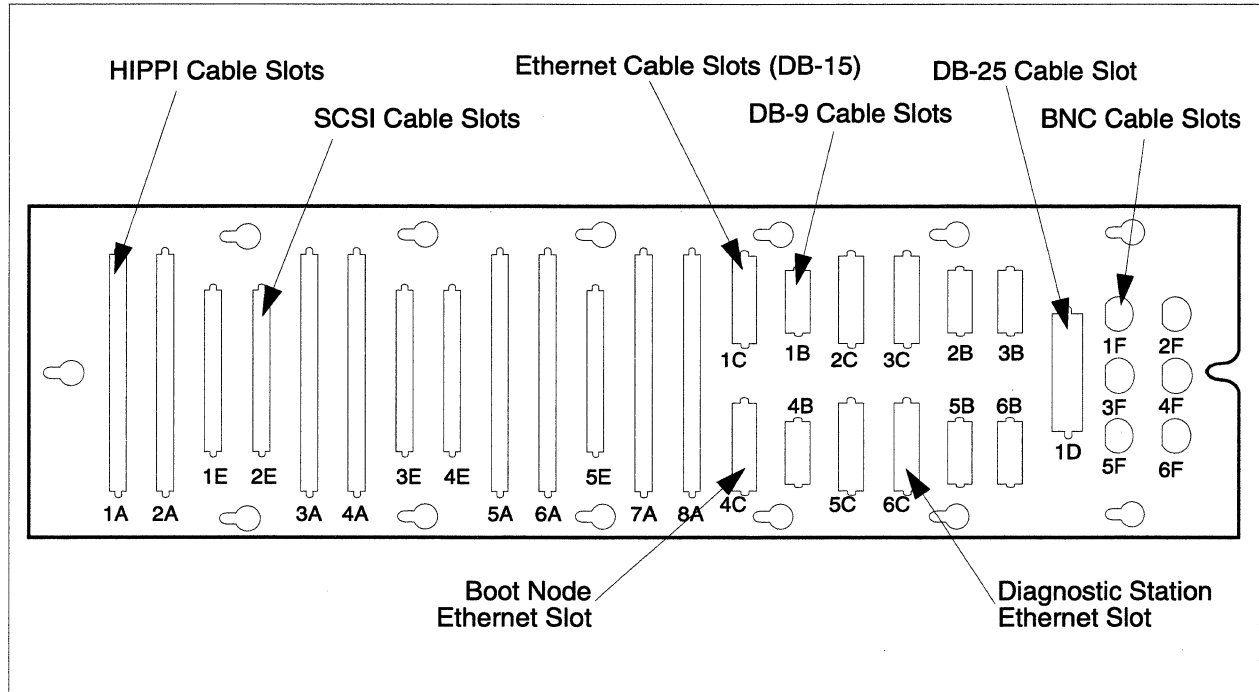 HIPPI Cable Slots
SCSI Cable Slots
Ethernet Cable Slots (DB-15)
DB-9 Cable Slots
DB-25 Cable Slot
BNC Cable Slots
1C
1B
2C
3C
2B
3B
1F
2F
3F
4F
4B
5B
6B
1D
5F
6F
1E
2E
3E
4E
5E
1A
2A
3A
4A
5A
6A
7A
8A
4C
5C
6C
Boot Node
Ethernet Slot
Diagnostic Station
Ethernet Slot